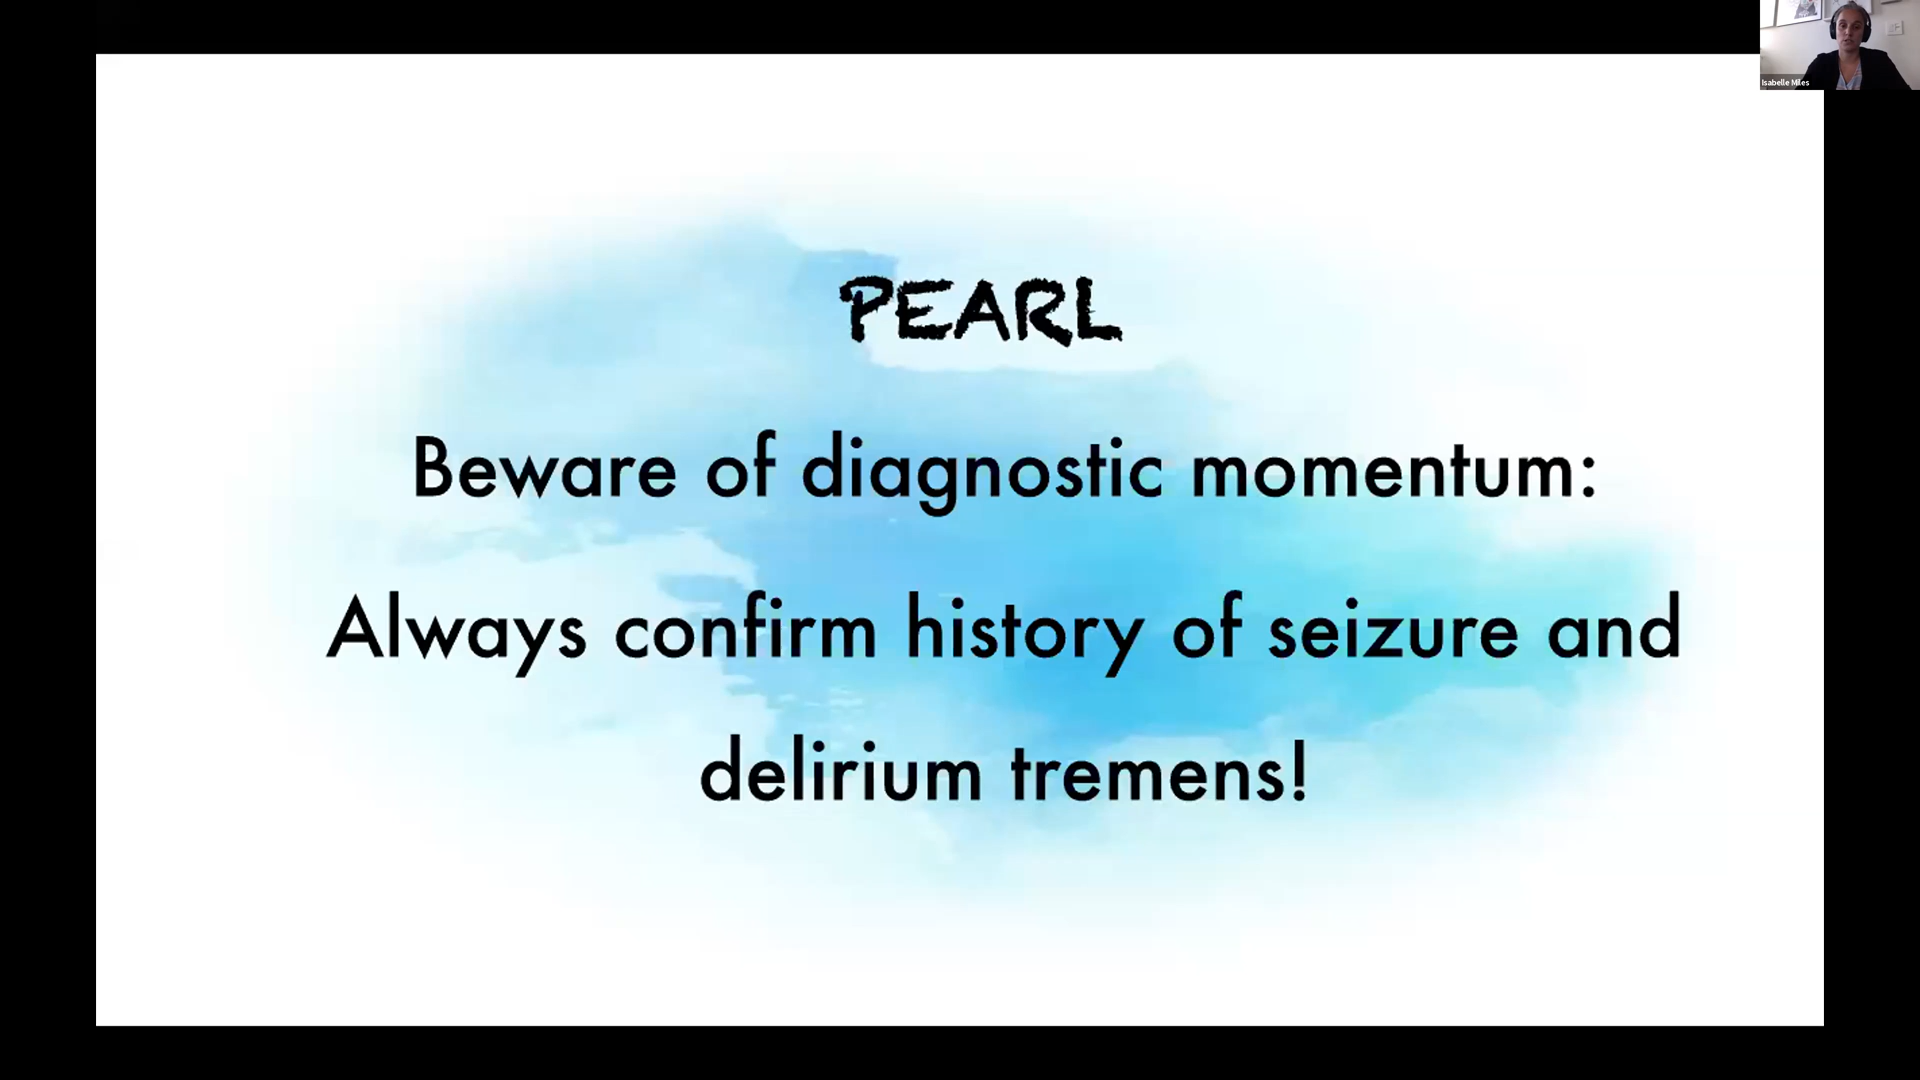 Isabelle Miles
PEARL
Beware of diagnostic momentum:
Always confirm history of seizure and
delirium tremens!